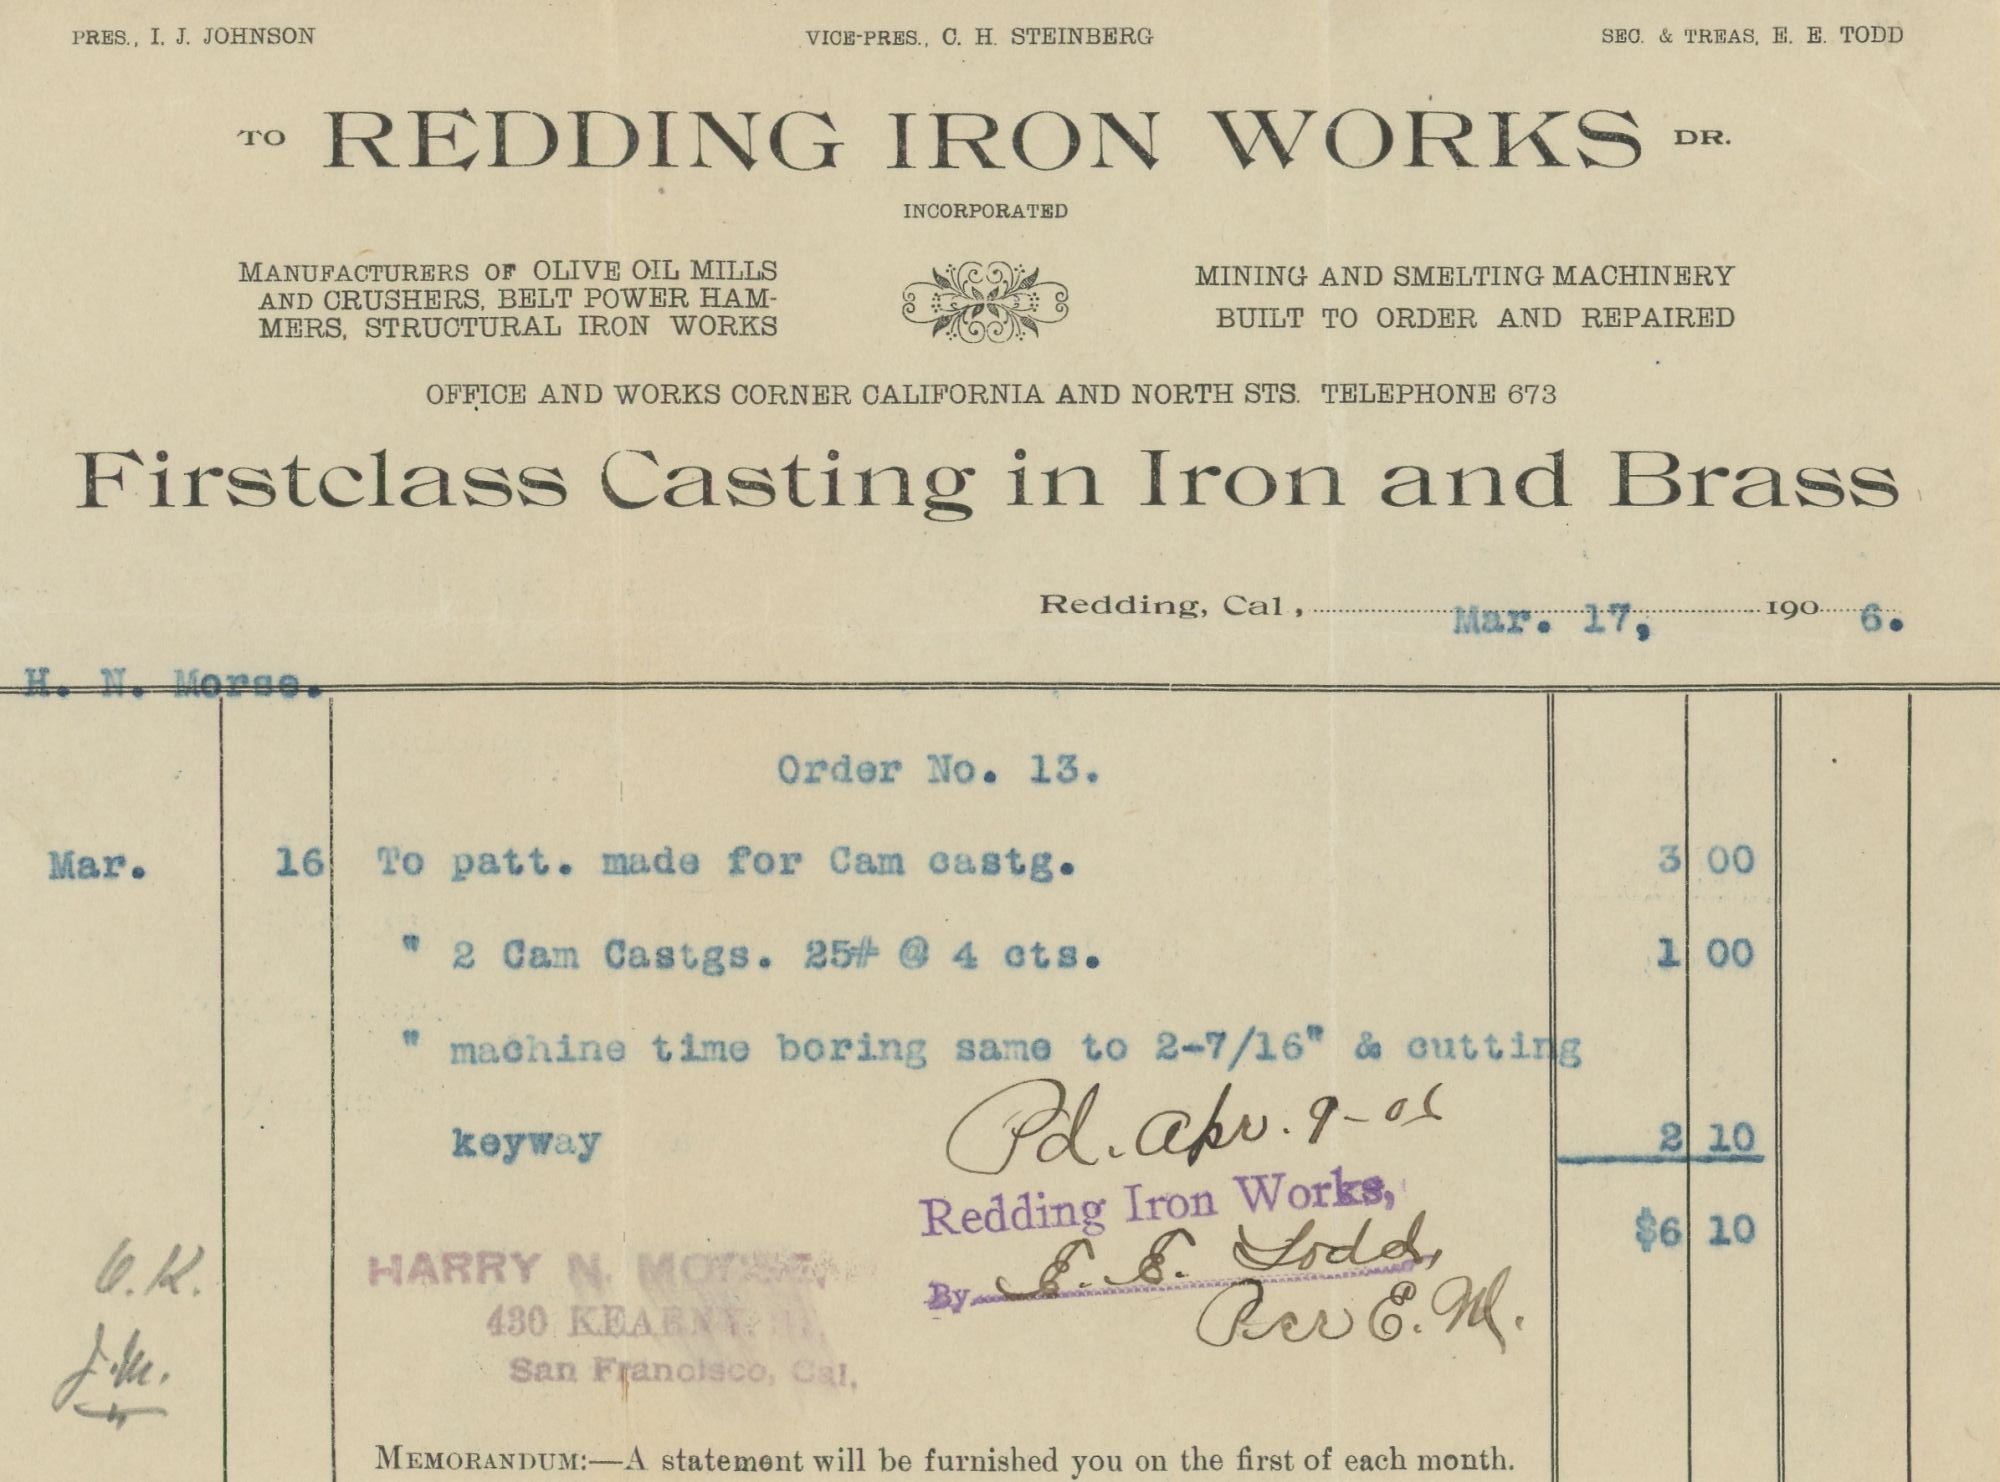 PRES., I. J. JOHNSON VICE-PRES., C. H. STEINBERG SEC. & TREAS, E. E. TODD
TO REDDING IRON WORKS DR.
INCORPORATED
MANUFACTURERS OF OLIVE OIL MILLS
AND CRUSHERS, BELT POWER HAM-
MERS, STRUCTURAL IRON WORKS
MINING AND SMELTING MACHINERY
BUILT TO ORDER AND REPAIRED
OFFICE AND WORKS CORNER CALIFORNIA AND NORTH STS. TELEPHONE 673
Firstclass Casting in Iron and Brass
Redding, Cal., Mar. 17, 1906.
H. N. Morse.
Order No. 13.
Mar. 16 To patt. made for Cam castg. 3 00
" 2 Cam Castgs. 25# @ 4 cts. 1 00
" machine time boring same to 2-7/16" & cutting
keyway 2 10
$6 10
Pd. Apr. 9-06
Redding Iron Works,
By E. E. Todd,
Per E. M.
O.K.
J.M.
HARRY N. MORSE,
430 KEARNY ST.
San Francisco, Cal.
MEMORANDUM:—A statement will be furnished you on the first of each month.